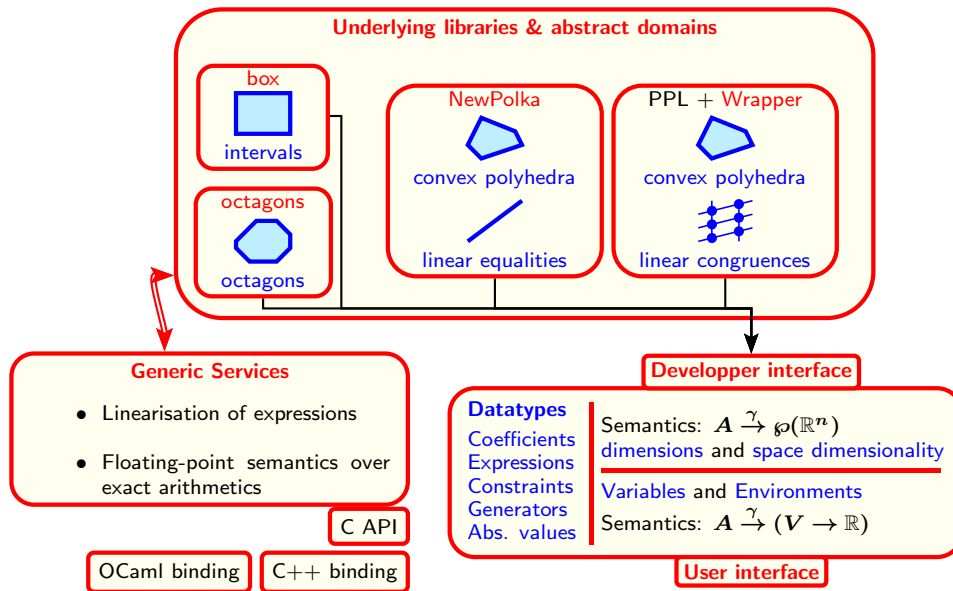 Underlying libraries & abstract domains
box
intervals
octagons
octagons
NewPolka
convex polyhedra
linear equalities
PPL + Wrapper
convex polyhedra
linear congruences
Generic Services
• Linearisation of expressions
• Floating-point semantics over
exact arithmetics
C API
OCaml binding
C++ binding
Developper interface
Datatypes
Coefficients
Expressions
Constraints
Generators
Abs. values
Semantics: A →^γ ℘(ℝⁿ)
dimensions and space dimensionality
Variables and Environments
Semantics: A →^γ (V → ℝ)
User interface